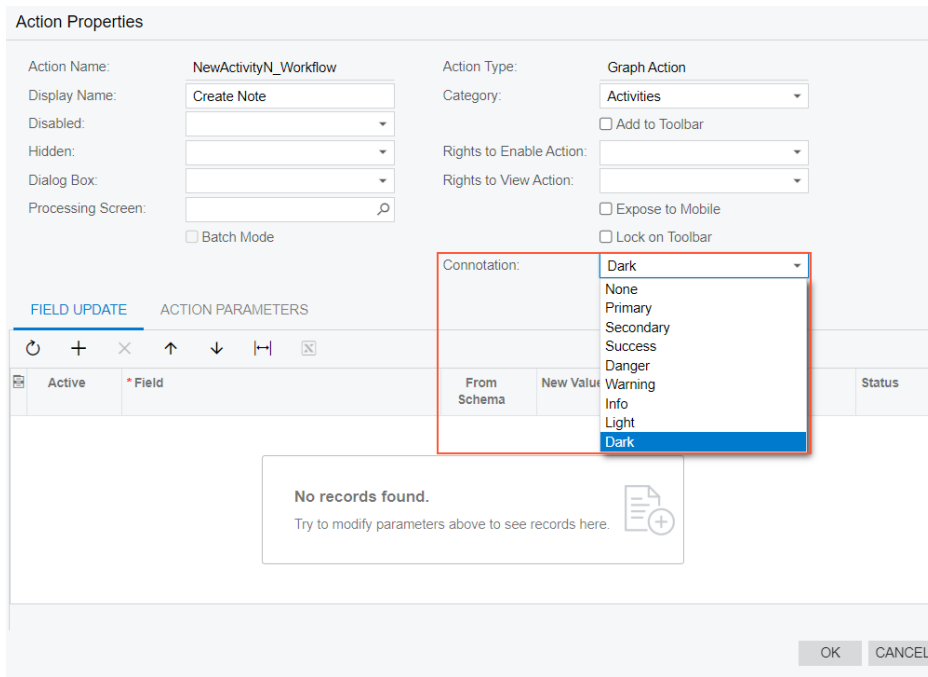 Action Properties
Action Name: NewActivityN_Workflow Action Type: Graph Action
Display Name: Create Note Category: Activities
Disabled: Add to Toolbar
Hidden: Rights to Enable Action:
Dialog Box: Rights to View Action:
Processing Screen: Expose to Mobile
Batch Mode Lock on Toolbar
Connotation: Dark
None
Primary
Secondary
Success
Danger
Warning
Info
Light
Dark
FIELD UPDATE ACTION PARAMETERS
Active * Field From Schema New Value Status
No records found.
Try to modify parameters above to see records here.
OK CANCEL